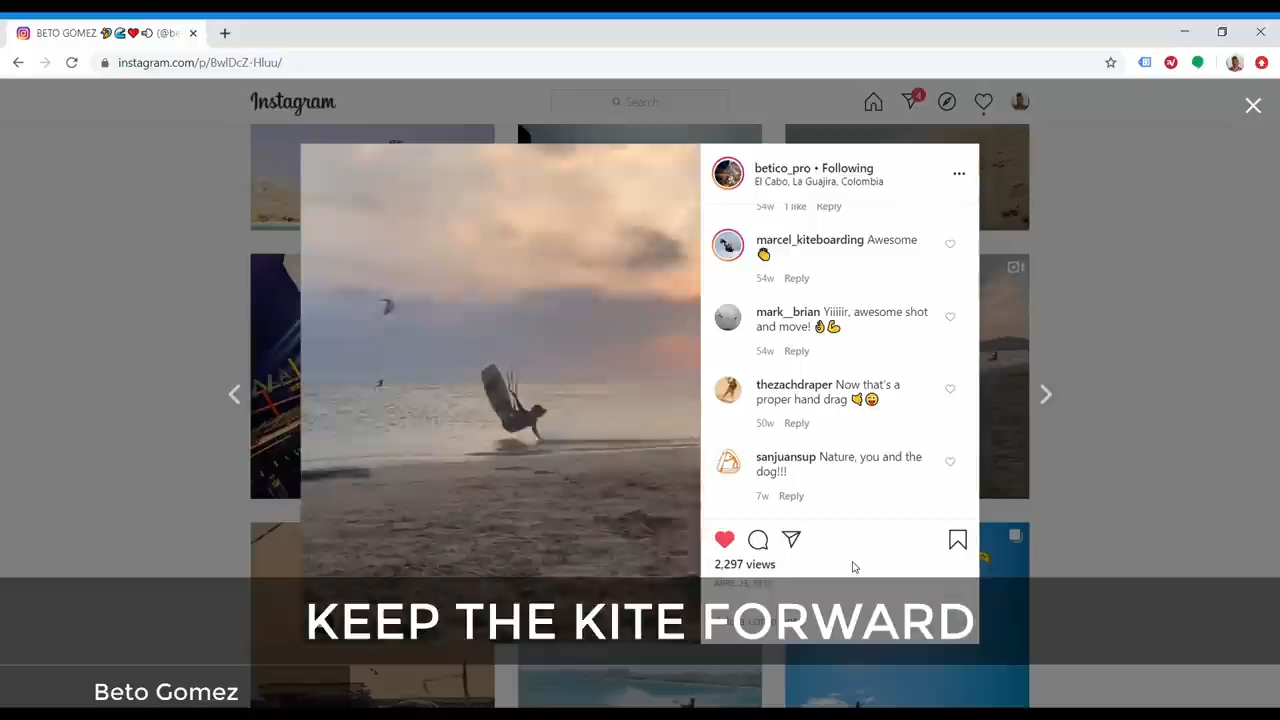 BETO GOMEZ 🐬🌊❤️💨 (@be
instagram.com/p/BwlDcZ-Hluu/
Instagram
Search
4
betico_pro • Following
El Cabo, La Guajira, Colombia
54w 1 like Reply
marcel_kiteboarding Awesome
👏
54w Reply
mark__brian Yiiiiir, awesome shot
and move! 👌💪
54w Reply
thezachdraper Now that's a
proper hand drag 🤙😜
50w Reply
sanjuansup Nature, you and the
dog!!!
7w Reply
2,297 views
KEEP THE KITE FORWARD
Beto Gomez